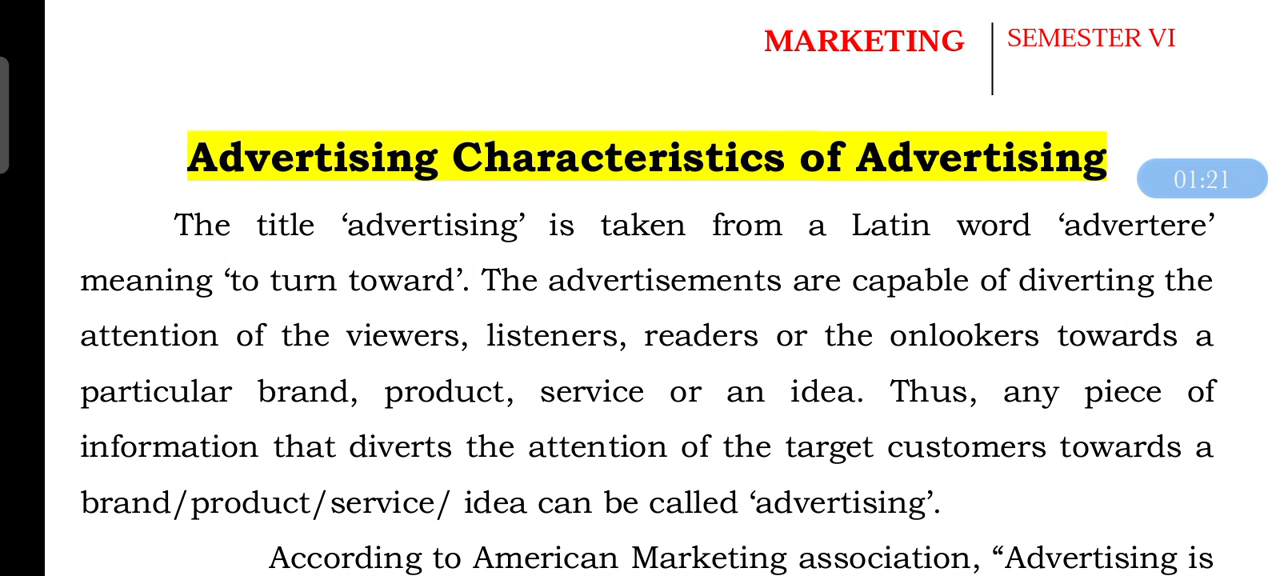 MARKETING SEMESTER VI
Advertising Characteristics of Advertising
01:21
The title ‘advertising’ is taken from a Latin word ‘advertere’
meaning ‘to turn toward’. The advertisements are capable of diverting the
attention of the viewers, listeners, readers or the onlookers towards a
particular brand, product, service or an idea. Thus, any piece of
information that diverts the attention of the target customers towards a
brand/product/service/ idea can be called ‘advertising’.
According to American Marketing association, “Advertising is